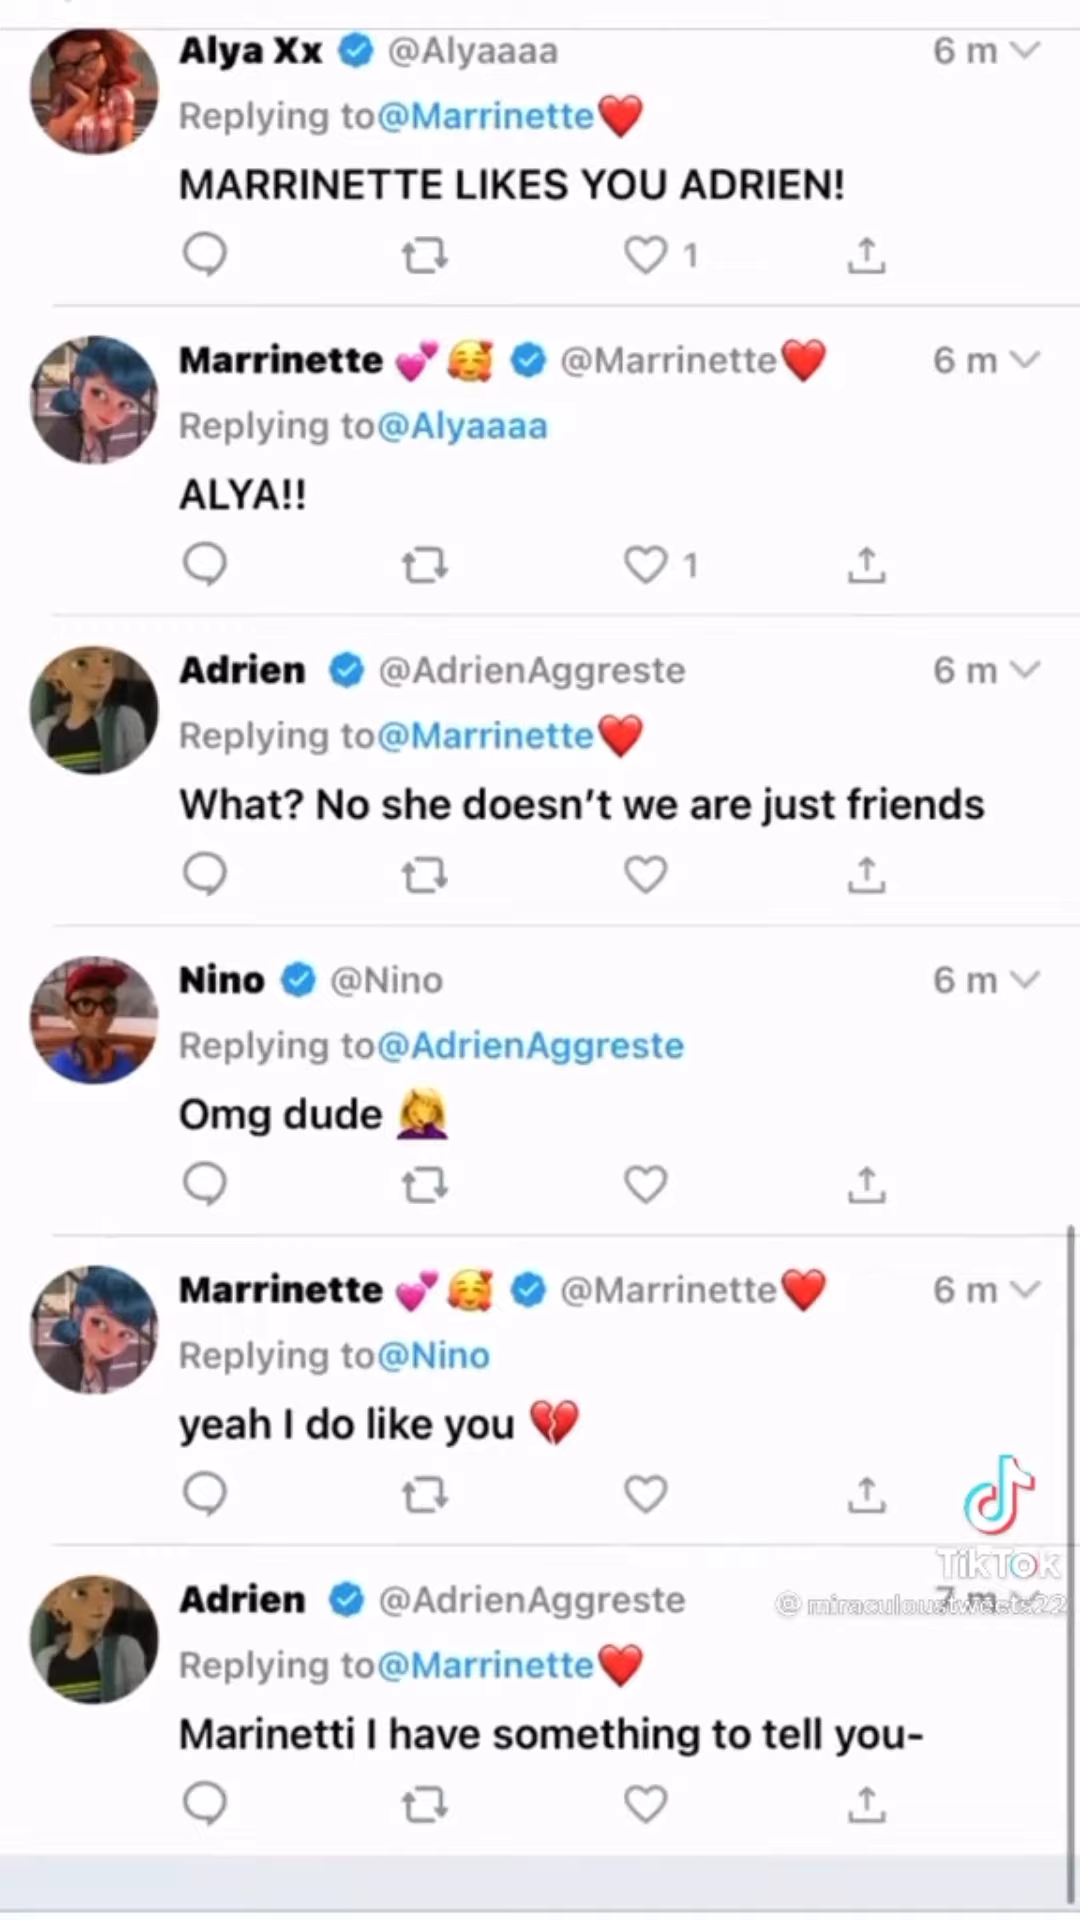 Alya Xx @Alyaaaa 6 m
Replying to@Marrinette❤️
MARRINETTE LIKES YOU ADRIEN!
1
Marrinette 💕🥰 @Marrinette❤️ 6 m
Replying to@Alyaaaa
ALYA!!
1
Adrien @AdrienAggreste 6 m
Replying to@Marrinette❤️
What? No she doesn’t we are just friends
Nino @Nino 6 m
Replying to@AdrienAggreste
Omg dude 🤦‍♀️
Marrinette 💕🥰 @Marrinette❤️ 6 m
Replying to@Nino
yeah I do like you 💔
TikTok
Adrien @AdrienAggreste 7 m
@miraculoustweets22
Replying to@Marrinette❤️
Marinetti I have something to tell you-